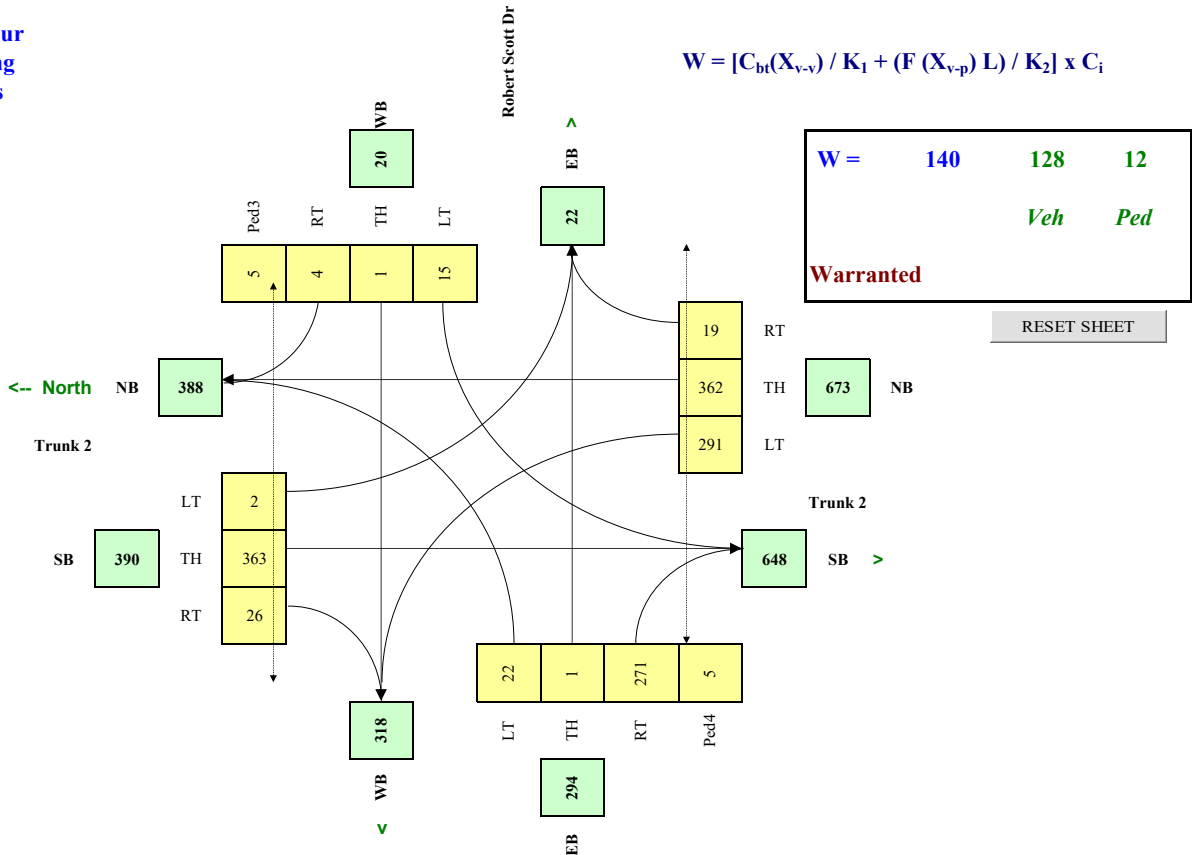 ur
ng
s
Robert Scott Dr
W = [Cbt(Xv-v) / K1 + (F (Xv-p) L) / K2] x Ci
W = 140 128 12
Veh Ped
Warranted
RESET SHEET
WB
20
^
EB
22
Ped3 RT TH LT
5 4 1 15
19 RT
<-- North NB 388
362 TH 673 NB
Trunk 2
291 LT
LT 2
Trunk 2
SB 390 TH 363
648 SB >
RT 26
22 1 271 5
318
LT TH RT Ped4
WB
294
v
EB